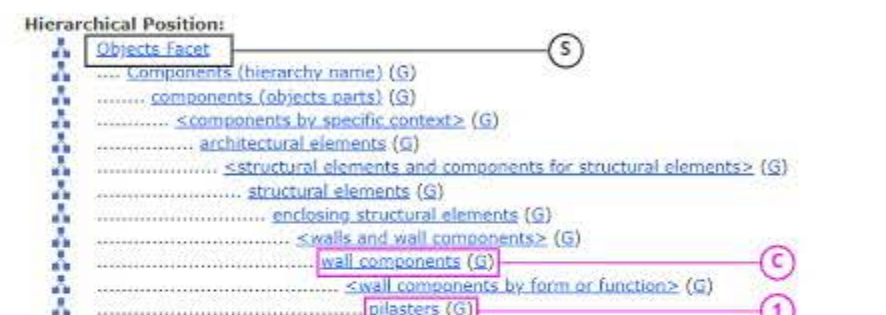 Hierarchical Position:
Objects Facet S
.... Components (hierarchy name) (G)
........ components (objects parts) (G)
............ <components by specific context> (G)
................ architectural elements (G)
.................... <structural elements and components for structural elements> (G)
........................ structural elements (G)
............................ enclosing structural elements (G)
................................ <walls and wall components> (G)
.................................... wall components (G) C
........................................ <wall components by form or function> (G)
............................................ pilasters (G) 1